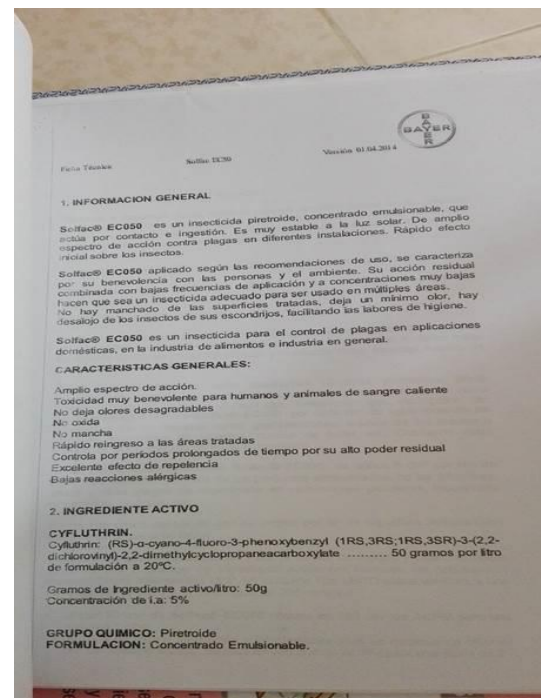 BAYER
Ficha Técnica Solfac EC50 Versión 01.04.2014
1. INFORMACION GENERAL
Solfac® EC050 es un insecticida piretroide, concentrado emulsionable, que
actúa por contacto e ingestión. Es muy estable a la luz solar. De amplio
espectro de acción contra plagas en diferentes instalaciones. Rápido efecto
inicial sobre los insectos.
Solfac® EC050 aplicado según las recomendaciones de uso, se caracteriza
por su benevolencia con las personas y el ambiente. Su acción residual
combinada con bajas frecuencias de aplicación y a concentraciones muy bajas
hacen que sea un insecticida adecuado para ser usado en múltiples áreas.
No hay manchado de las superficies tratadas, deja un mínimo olor, hay
desalojo de los insectos de sus escondrijos, facilitando las labores de higiene.
Solfac® EC050 es un insecticida para el control de plagas en aplicaciones
domésticas, en la industria de alimentos e industria en general.
CARACTERISTICAS GENERALES:
Amplio espectro de acción.
Toxicidad muy benevolente para humanos y animales de sangre caliente
No deja olores desagradables
No oxida
No mancha
Rápido reingreso a las áreas tratadas
Controla por períodos prolongados de tiempo por su alto poder residual
Excelente efecto de repelencia
Bajas reacciones alérgicas
2. INGREDIENTE ACTIVO
CYFLUTHRIN.
Cyfluthrin: (RS)-α-cyano-4-fluoro-3-phenoxybenzyl (1RS,3RS;1RS,3SR)-3-(2,2-
dichlorovinyl)-2,2-dimethylcyclopropaneacarboxylate ......... 50 gramos por litro
de formulación a 20ºC.
Gramos de Ingrediente activo/litro: 50g
Concentración de i.a: 5%
GRUPO QUIMICO: Piretroide
FORMULACION: Concentrado Emulsionable.